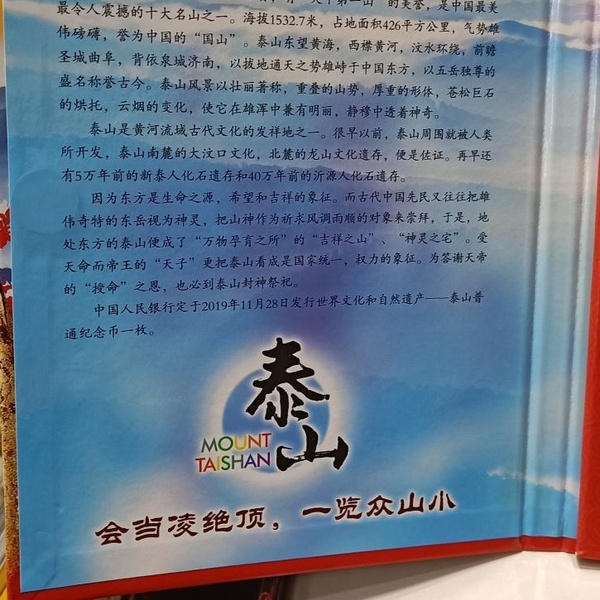 的美誉，是中国最美
最令人震撼的十大名山之一。海拔1532.7米，占地面积426平方公里，气势雄
伟磅礴，誉为中国的“国山”。泰山东望黄海，西襟黄河，汶水环绕，前瞻
圣城曲阜，背依泉城济南，以拔地通天之势雄峙于中国东方，以五岳独尊的
盛名称誉古今。泰山风景以壮丽著称，重叠的山势，厚重的形体，苍松巨石
的烘托，云烟的变化，使它在雄浑中兼有明丽，静穆中透着神奇。
泰山是黄河流域古代文化的发祥地之一。很早以前，泰山周围就被人类
所开发，泰山南麓的大汶口文化，北麓的龙山文化遗存，便是佐证。再早还
有5万年前的新泰人化石遗存和40万年前的沂源人化石遗存。
因为东方是生命之源，希望和吉祥的象征。而古代中国先民又往往把雄
伟奇特的东岳视为神灵，把山神作为祈求风调雨顺的对象来崇拜，于是，地
处东方的泰山便成了“万物孕育之所”的“吉祥之山”、“神灵之宅”。受
天命而帝王的“天子”更把泰山看成是国家统一，权力的象征。为答谢天帝
的“授命”之恩，也必到泰山封神祭祀。
中国人民银行定于2019年11月28日发行世界文化和自然遗产——泰山普
通纪念币一枚。
泰山
MOUNT
TAISHAN
会当凌绝顶，一览众山小